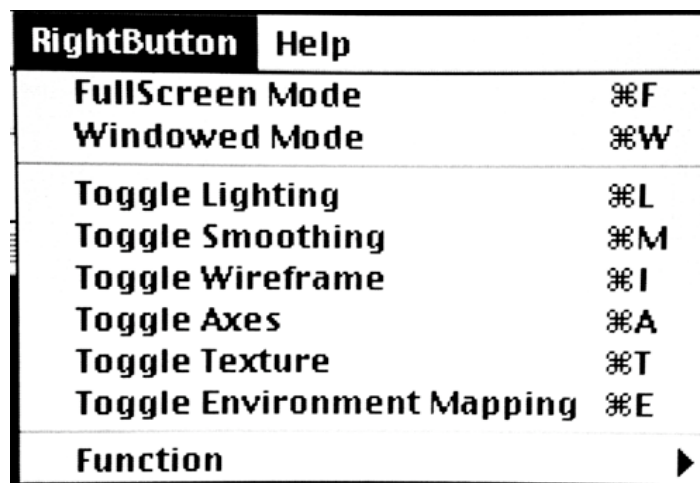 RightButton Help
FullScreen Mode ⌘F
Windowed Mode ⌘W
Toggle Lighting ⌘L
Toggle Smoothing ⌘M
Toggle Wireframe ⌘I
Toggle Axes ⌘A
Toggle Texture ⌘T
Toggle Environment Mapping ⌘E
Function ▶